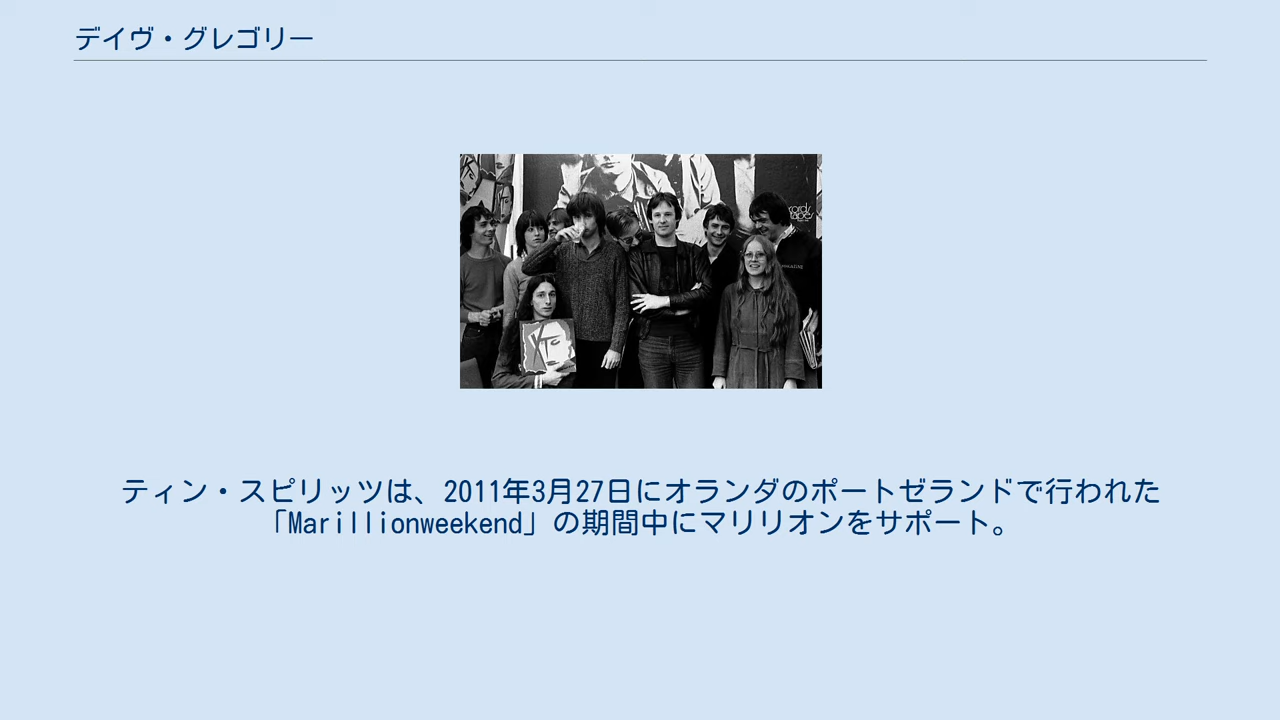 デイヴ・グレゴリー
XTC
ティン・スピリッツは、2011年3月27日にオランダのポートゼランドで行われた
「Marillionweekend」の期間中にマリリオンをサポート。